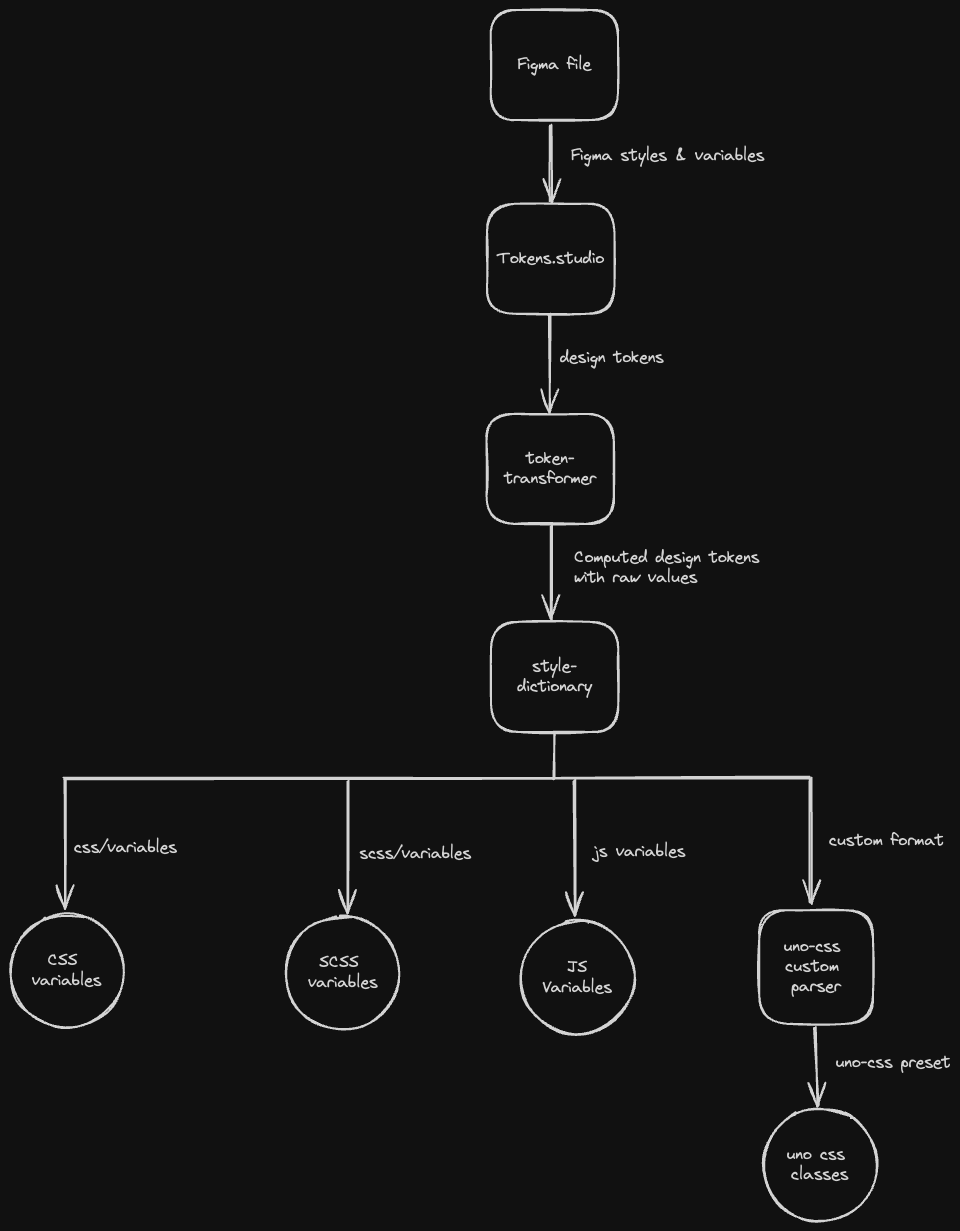 Figma file
Figma styles & variables
Tokens.studio
design tokens
token-
transformer
Computed design tokens
with raw values
style-
dictionary
css/variables
scss/variables
js variables
custom format
CSS
variables
SCSS
variables
JS
Variables
uno-css
custom
parser
uno-css preset
uno css
classes